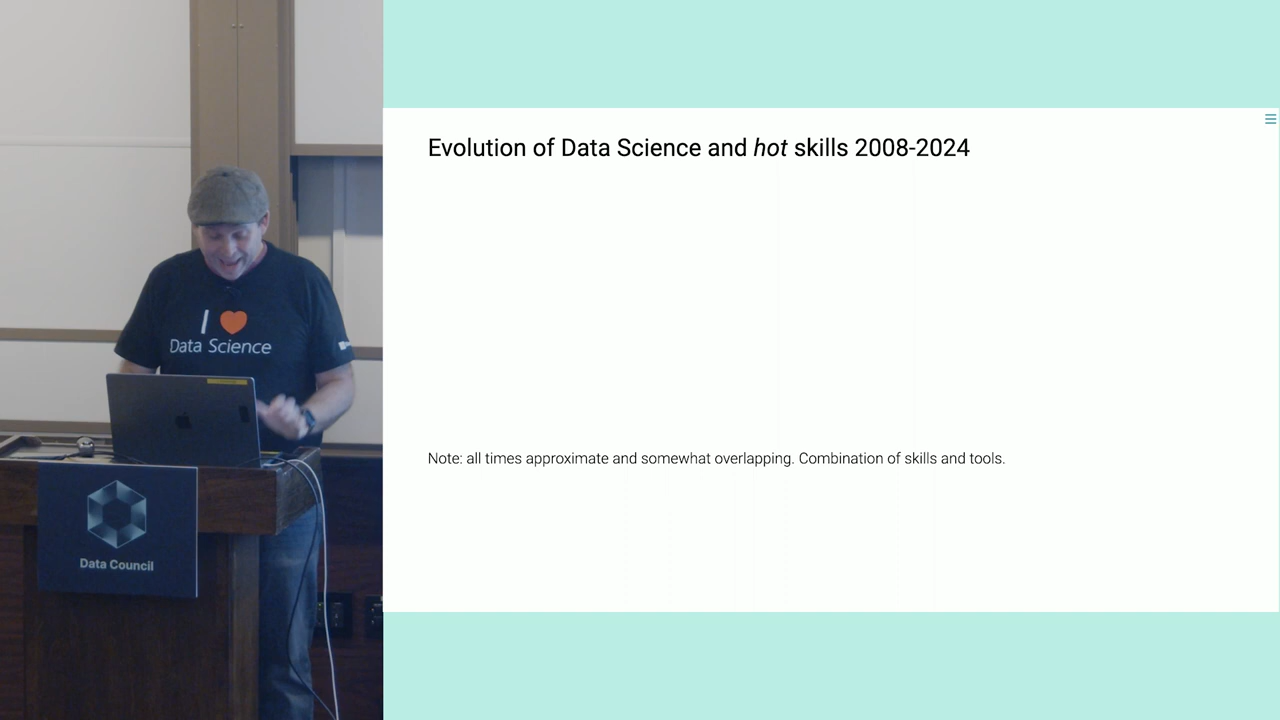 Evolution of Data Science and hot skills 2008-2024
I
Data Science
Note: all times approximate and somewhat overlapping. Combination of skills and tools.
Data Council